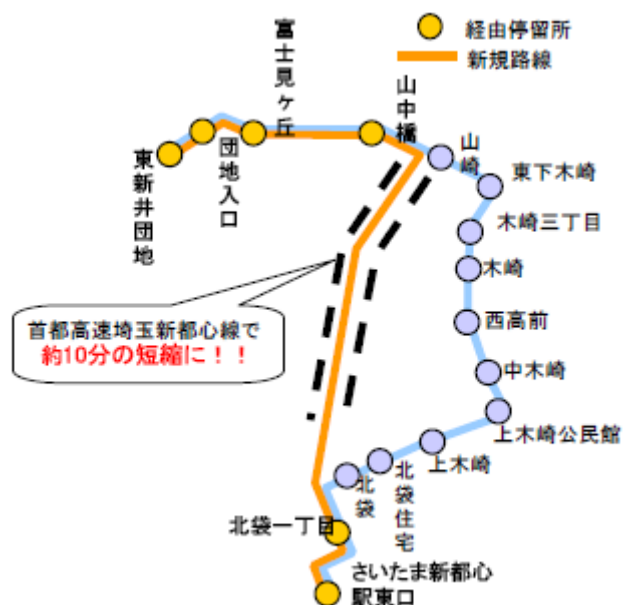 経由停留所
新規路線
富士見ヶ丘
山中橋
山崎
東下木崎
団地入口
東新井団地
木崎三丁目
木崎
首都高速埼玉新都心線で
約10分の短縮に！！
西高前
中木崎
上木崎公民館
上木崎
北袋住宅
北袋
北袋一丁目
さいたま新都心
駅東口